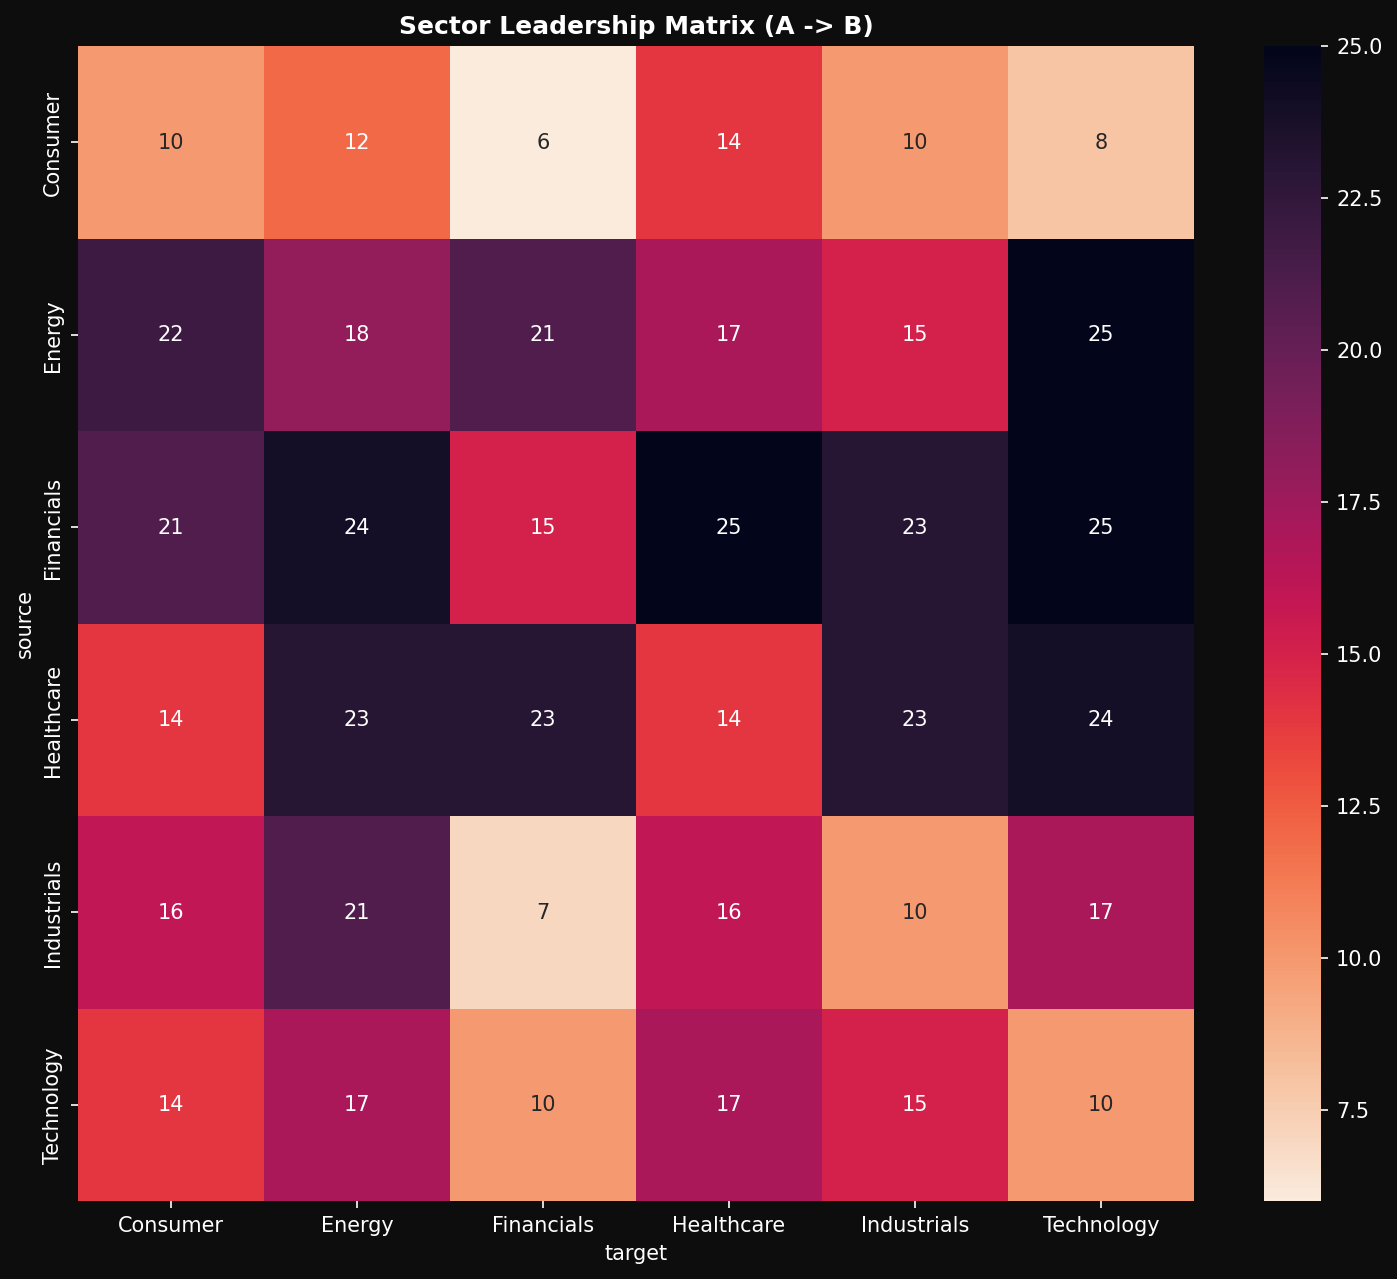 Sector Leadership Matrix (A -> B)
Consumer 10 12 6 14 10 8
Energy 22 18 21 17 15 25
Financials 21 24 15 25 23 25
Healthcare 14 23 23 14 23 24
Industrials 16 21 7 16 10 17
Technology 14 17 10 17 15 10
source
Consumer Energy Financials Healthcare Industrials Technology
target
25.0
22.5
20.0
17.5
15.0
12.5
10.0
7.5